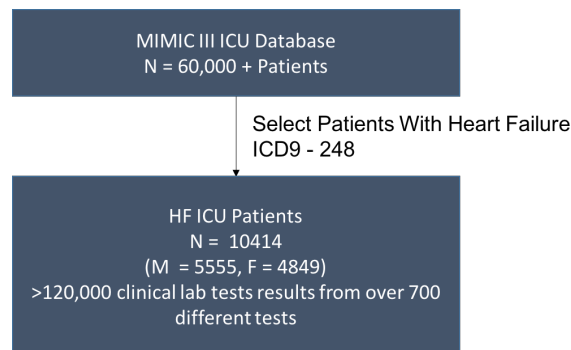 MIMIC III ICU Database
N = 60,000 + Patients
Select Patients With Heart Failure
ICD9 - 248
HF ICU Patients
N = 10414
(M = 5555, F = 4849)
>120,000 clinical lab tests results from over 700
different tests